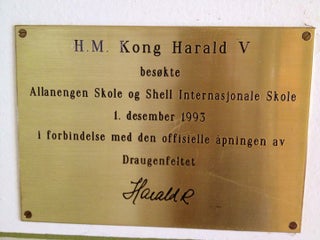 H.M. Kong Harald V
besøkte
Allanengen Skole og Shell Internasjonale Skole
1. desember 1993
i forbindelse med den offisielle åpningen av
Draugenfeltet
Harald R